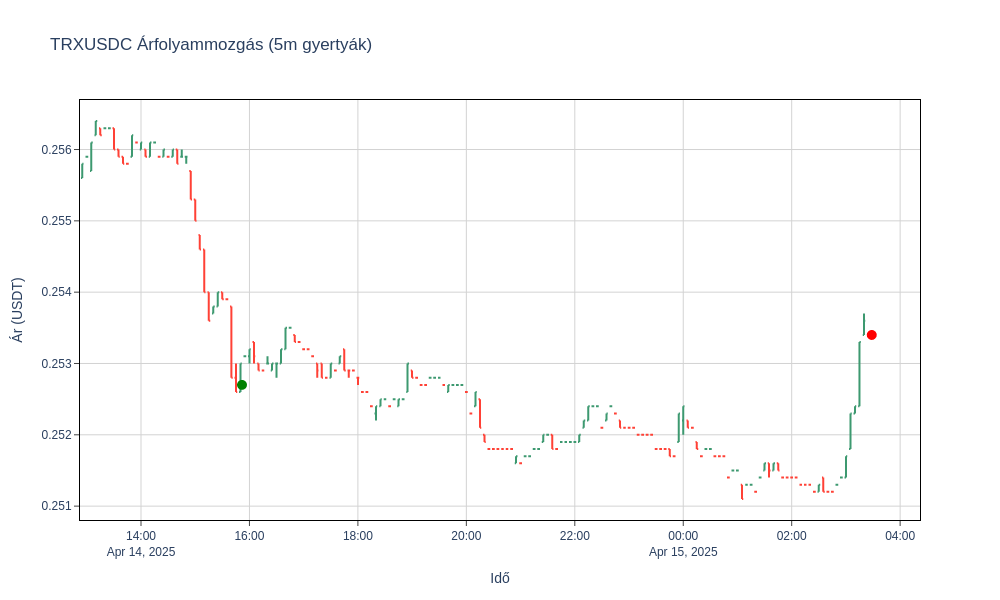 TRXUSDC Árfolyammozgás (5m gyertyák)
Ár (USDT)
0.256
0.255
0.254
0.253
0.252
0.251
14:00 16:00 18:00 20:00 22:00 00:00 02:00 04:00
Apr 14, 2025 Apr 15, 2025
Idő